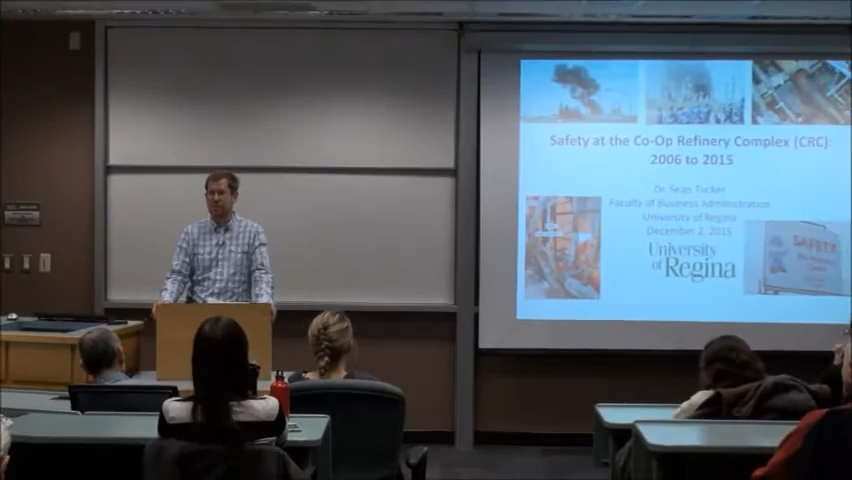 Safety at the Co-Op Refinery Complex (CRC):
2006 to 2015
Dr. Sean Tucker
Faculty of Business Administration
University of Regina
December 2, 2015
University
of Regina
SAFETY